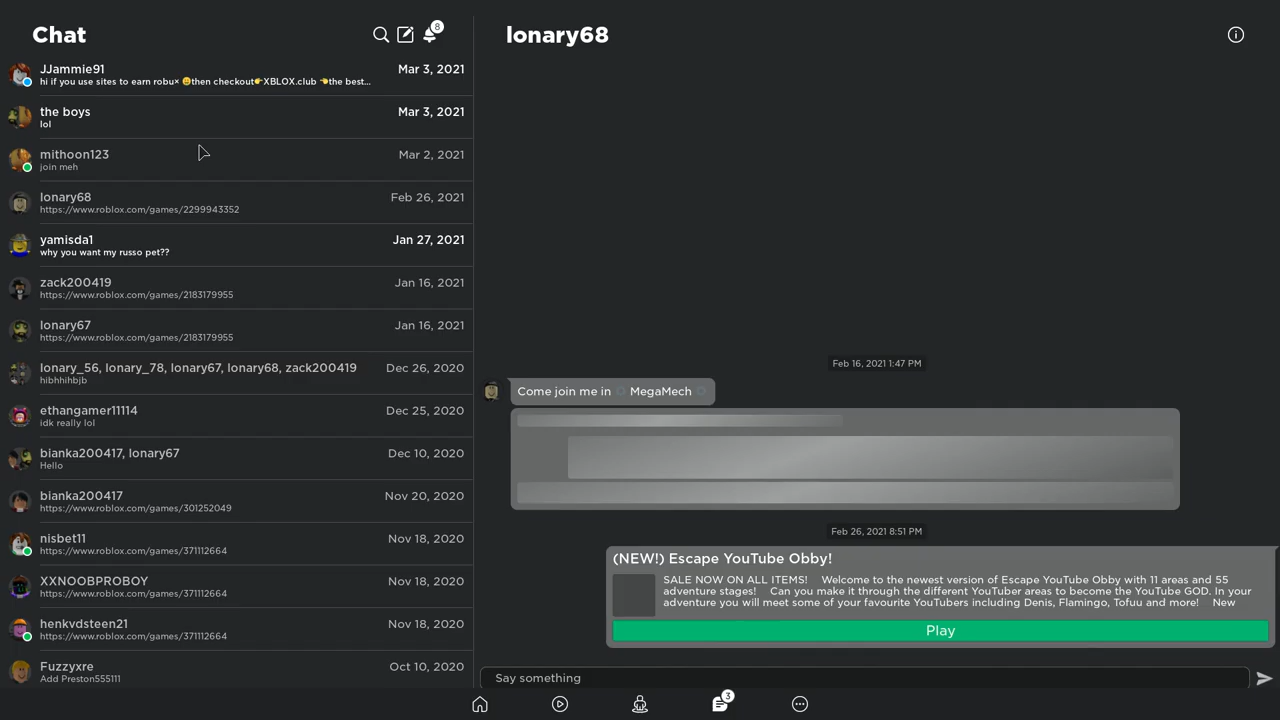 Chat
8
JJammie91
Mar 3, 2021
hi if you use sites to earn robu× 😃then checkout👉XBLOX.club 👈the best...
the boys
Mar 3, 2021
lol
mithoon123
Mar 2, 2021
join meh
lonary68
Feb 26, 2021
https://www.roblox.com/games/2299943352
yamisda1
Jan 27, 2021
why you want my russo pet??
zack200419
Jan 16, 2021
https://www.roblox.com/games/2183179955
lonary67
Jan 16, 2021
https://www.roblox.com/games/2183179955
lonary_56, lonary_78, lonary67, lonary68, zack200419
Dec 26, 2020
hibhhihbjb
ethangamer11114
Dec 25, 2020
idk really lol
bianka200417, lonary67
Dec 10, 2020
Hello
bianka200417
Nov 20, 2020
https://www.roblox.com/games/301252049
nisbet11
Nov 18, 2020
https://www.roblox.com/games/371112664
XXNOOBPROBOY
Nov 18, 2020
https://www.roblox.com/games/371112664
henkvdsteen21
Nov 18, 2020
https://www.roblox.com/games/371112664
Fuzzyxre
Oct 10, 2020
Add Preston555111
lonary68
Feb 16, 2021 1:47 PM
Come join me in MegaMech
Feb 26, 2021 8:51 PM
(NEW!) Escape YouTube Obby!
SALE NOW ON ALL ITEMS! Welcome to the newest version of Escape YouTube Obby with 11 areas and 55
adventure stages! Can you make it through the different YouTuber areas to become the YouTube GOD. In your
adventure you will meet some of your favourite YouTubers including Denis, Flamingo, Tofuu and more! New
Play
Say something
3